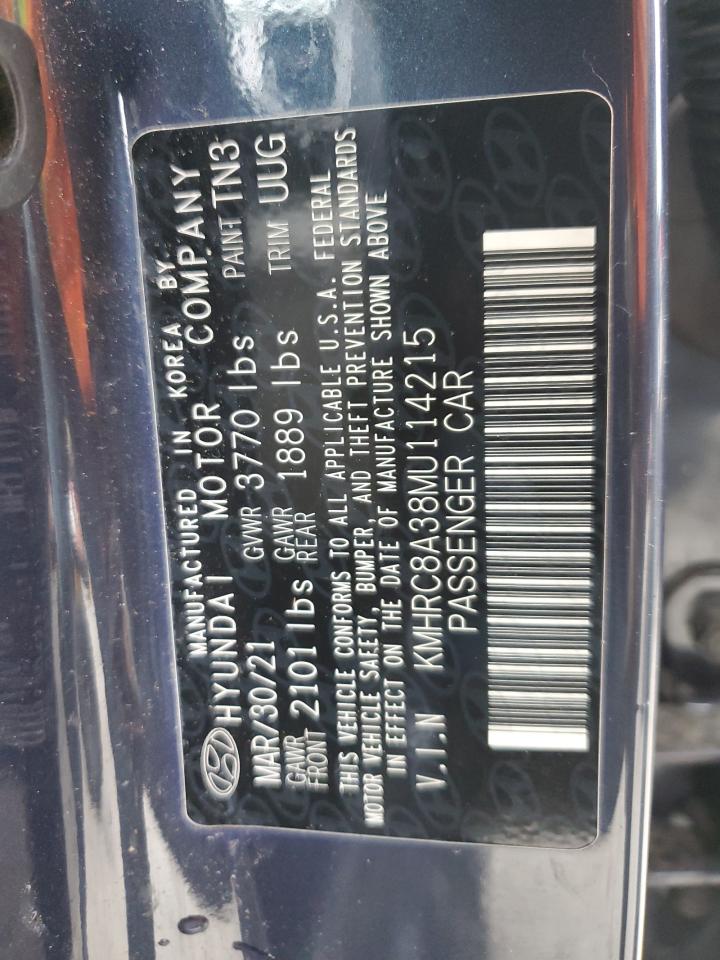 MANUFACTURED IN KOREA BY
HYUNDAI MOTOR COMPANY
MAR/30/21 GVWR 3770 lbs PAINT TN3
GAWR FRONT 2101 lbs GAWR REAR 1889 lbs TRIM UUG
THIS VEHICLE CONFORMS TO ALL APPLICABLE U.S.A. FEDERAL
MOTOR VEHICLE SAFETY, BUMPER, AND THEFT PREVENTION STANDARDS
IN EFFECT ON THE DATE OF MANUFACTURE SHOWN ABOVE
V.I.N KMHRC8A38MU114215
PASSENGER CAR